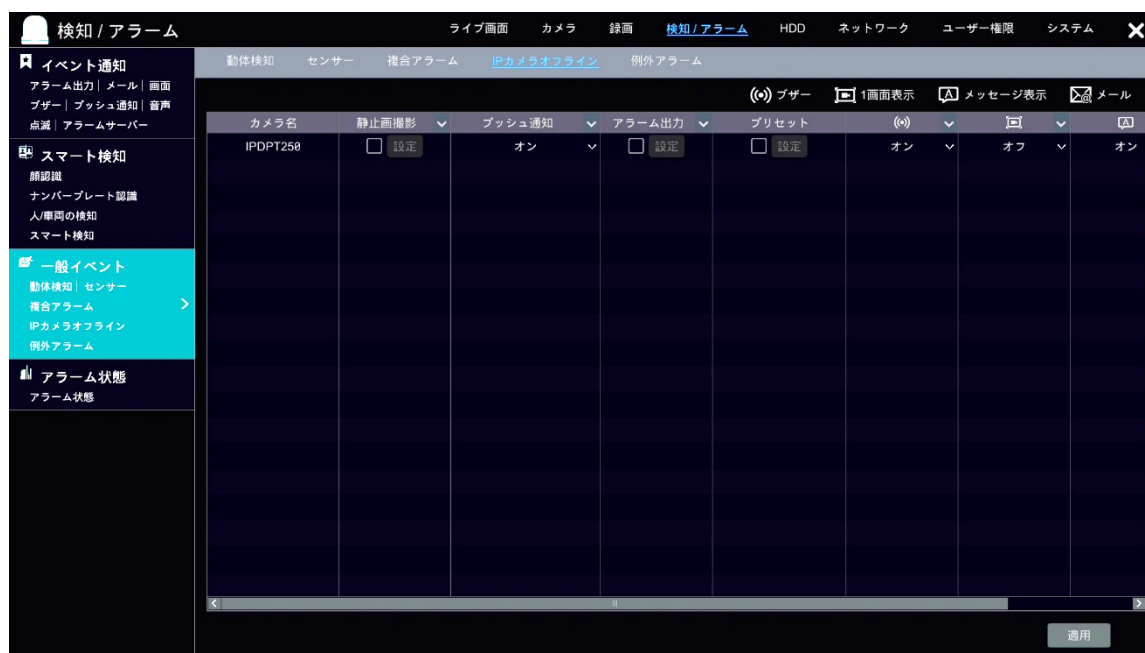 検知 / アラーム
ライブ画面 カメラ 録画 検知 / アラーム HDD ネットワーク ユーザー権限 システム
イベント通知
アラーム出力 | メール | 画面
ブザー | プッシュ通知 | 音声
点滅 | アラームサーバー
スマート検知
顔認識
ナンバープレート認識
人/車両の検知
スマート検知
一般イベント
動体検知 | センサー
複合アラーム
IPカメラオフライン
例外アラーム
アラーム状態
アラーム状態
動体検知 センサー 複合アラーム IPカメラオフライン 例外アラーム
ブザー 1画面表示 A メッセージ表示 メール
カメラ名 静止画撮影 プッシュ通知 アラーム出力 プリセット A
IPDPT250 設定 オン 設定 設定 オン オフ オン
適用